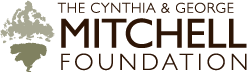 THE CYNTHIA & GEORGE
MITCHELL
FOUNDATION